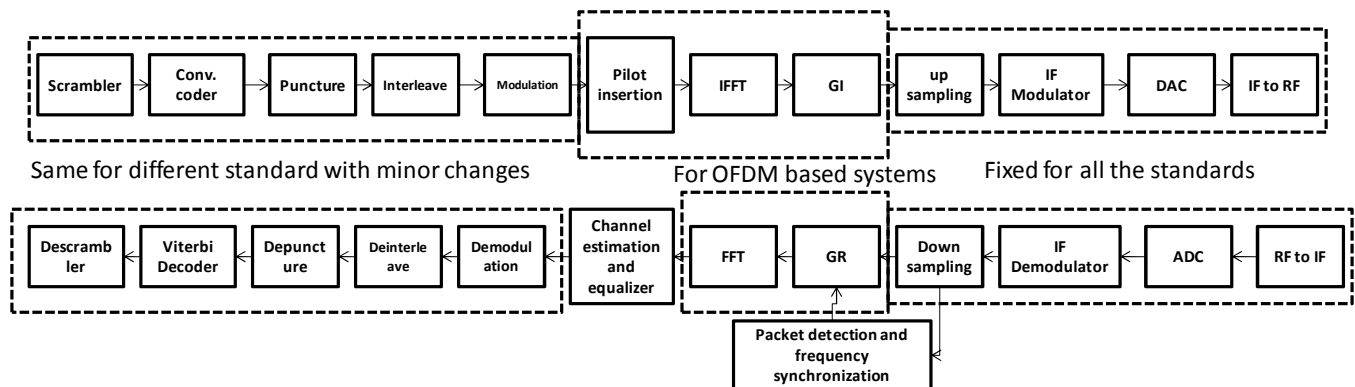 Scrambler
Conv.
coder
Puncture
Interleave
Modulation
Pilot
insertion
IFFT
GI
up
sampling
IF
Modulator
DAC
IF to RF
Same for different standard with minor changes
For OFDM based systems
Fixed for all the standards
Descramb
ler
Viterbi
Decoder
Depunct
ure
Deinterle
ave
Demodul
ation
Channel
estimation
and
equalizer
FFT
GR
Down
sampling
IF
Demodulator
ADC
RF to IF
Packet detection and
frequency
synchronization